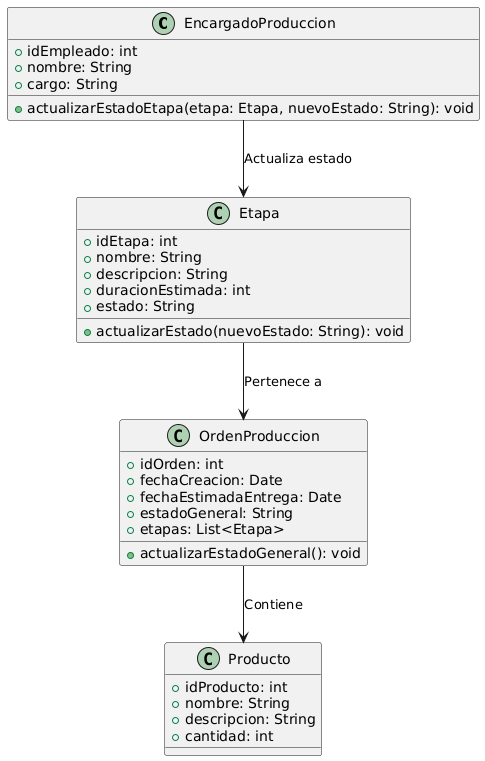 C EncargadoProduccion
idEmpleado: int
nombre: String
cargo: String
actualizarEstadoEtapa(etapa: Etapa, nuevoEstado: String): void
Actualiza estado
C Etapa
idEtapa: int
nombre: String
descripcion: String
duracionEstimada: int
estado: String
actualizarEstado(nuevoEstado: String): void
Pertenece a
C OrdenProduccion
idOrden: int
fechaCreacion: Date
fechaEstimadaEntrega: Date
estadoGeneral: String
etapas: List<Etapa>
actualizarEstadoGeneral(): void
Contiene
C Producto
idProducto: int
nombre: String
descripcion: String
cantidad: int